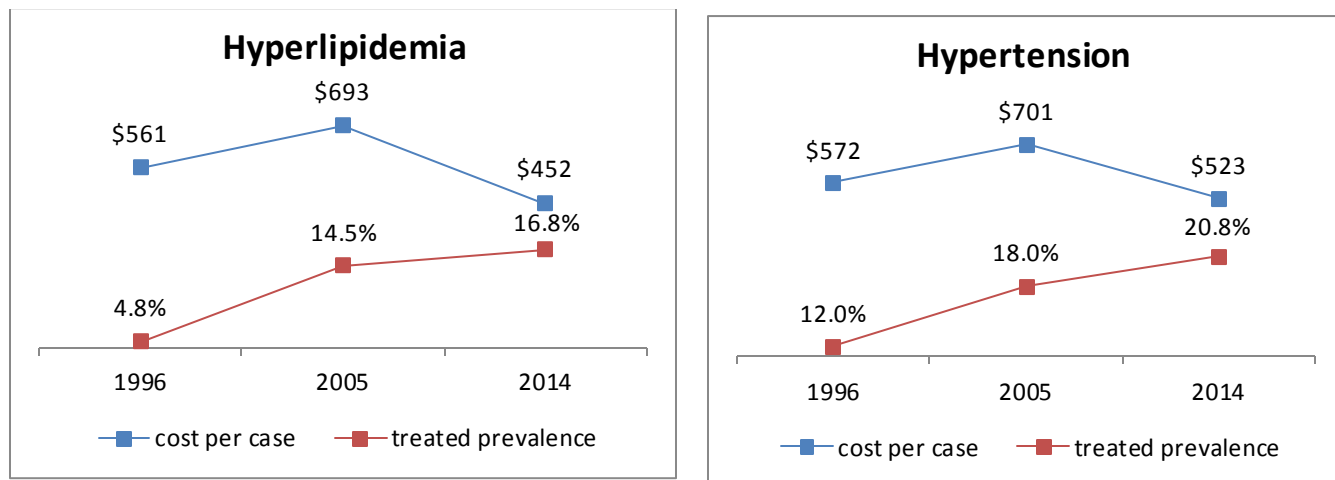 Hyperlipidemia
$693
$561
$452
16.8%
14.5%
4.8%
1996 2005 2014
cost per case treated prevalence
Hypertension
$701
$572
$523
20.8%
18.0%
12.0%
1996 2005 2014
cost per case treated prevalence